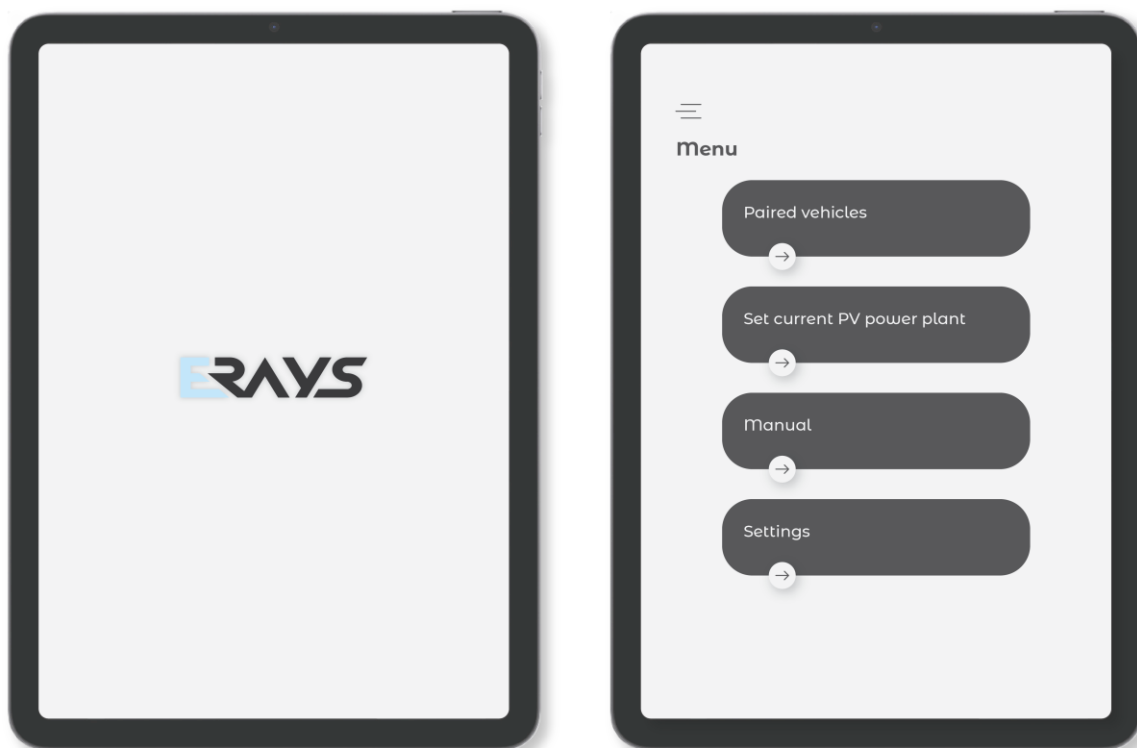 ERAYS
Menu
Paired vehicles
Set current PV power plant
Manual
Settings